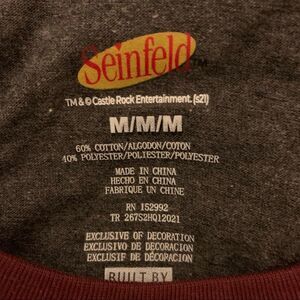 Seinfeld™
TM & © Castle Rock Entertainment. (s21)
M/M/M
60% COTTON/ALGODON/COTON
40% POLYESTER/POLIESTER/POLYESTER
MADE IN CHINA
HECHO EN CHINA
FABRIQUE UN CHINE
RN 152992
TR 267S2HQ12021
EXCLUSIVE OF DECORATION
EXCLUSIVO DE DECORACION
EXCLUSIF DE DÉCORATION
BUILT BY